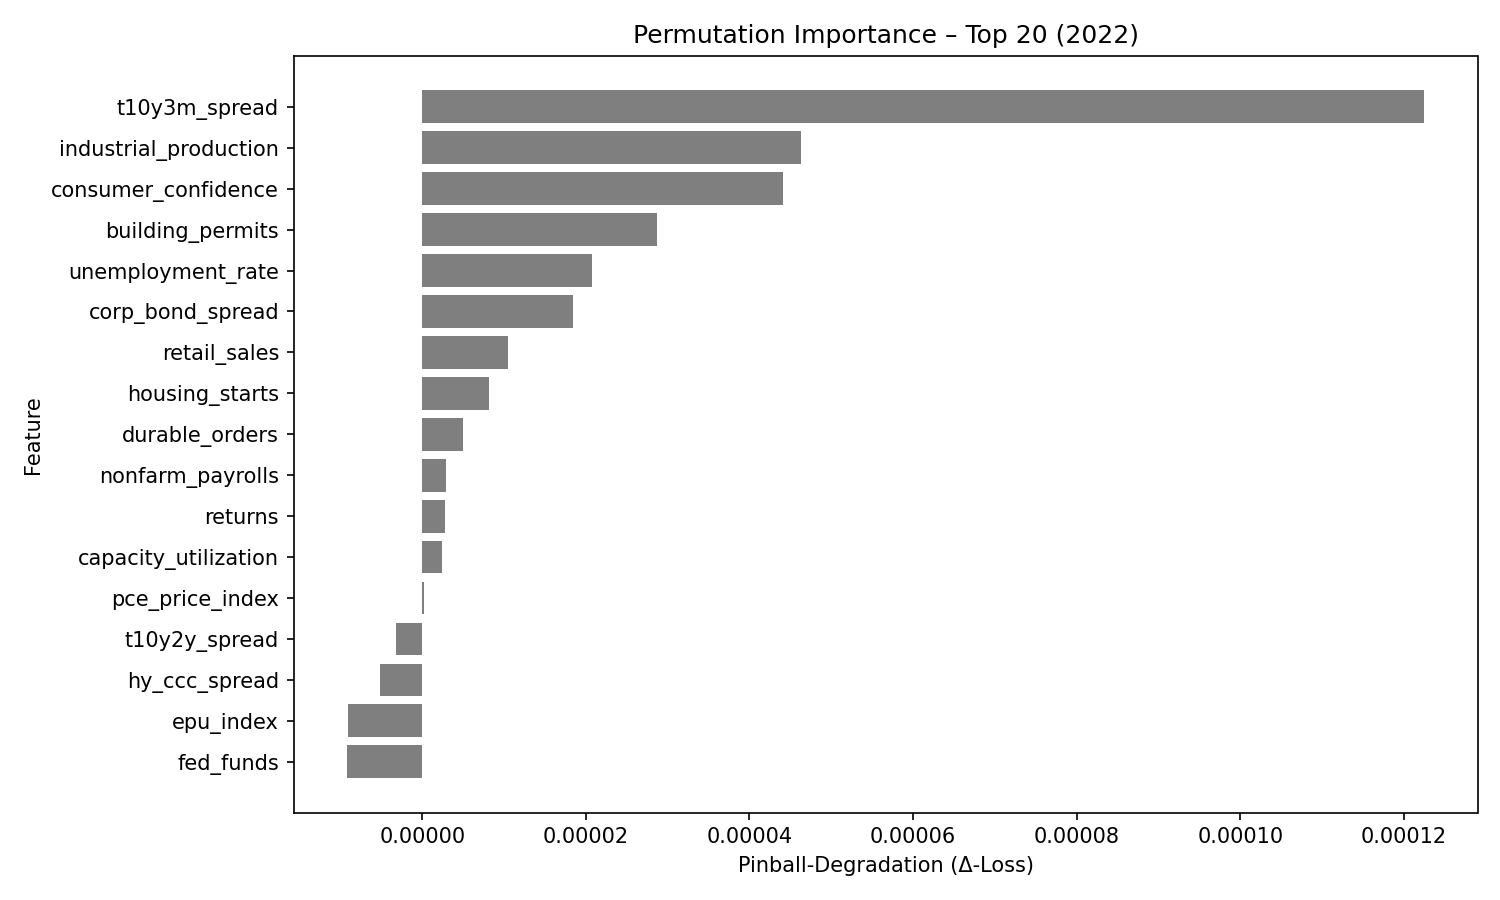 Permutation Importance – Top 20 (2022)
Feature
t10y3m_spread
industrial_production
consumer_confidence
building_permits
unemployment_rate
corp_bond_spread
retail_sales
housing_starts
durable_orders
nonfarm_payrolls
returns
capacity_utilization
pce_price_index
t10y2y_spread
hy_ccc_spread
epu_index
fed_funds
0.00000 0.00002 0.00004 0.00006 0.00008 0.00010 0.00012
Pinball-Degradation (Δ-Loss)